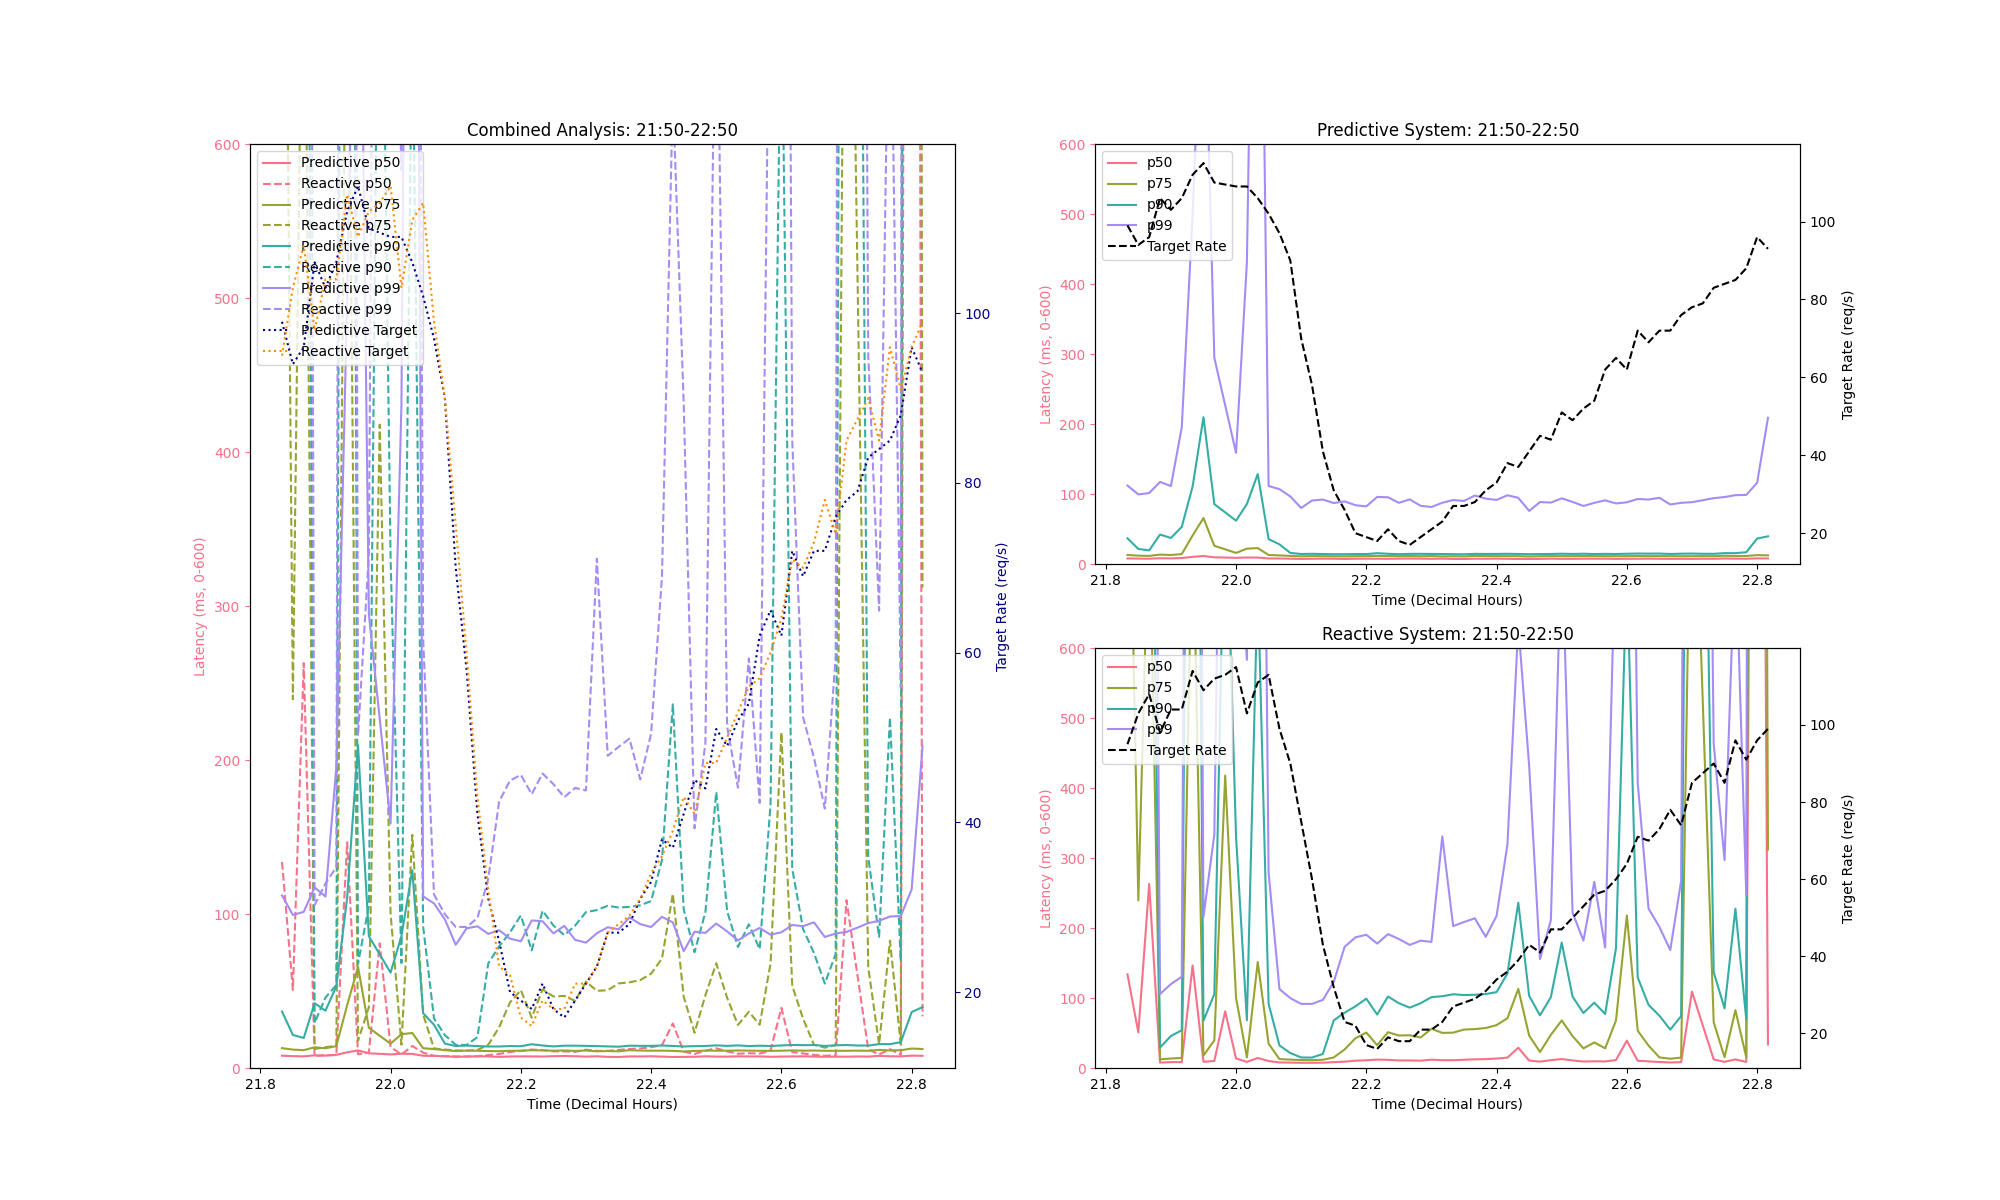 Combined Analysis: 21:50-22:50
Predictive p50
Reactive p50
Predictive p75
Reactive p75
Predictive p90
Reactive p90
Predictive p99
Reactive p99
Predictive Target
Reactive Target
600
500
400
300
200
100
0
Latency (ms, 0-600)
100
80
60
40
20
Target Rate (req/s)
21.8 22.0 22.2 22.4 22.6 22.8
Time (Decimal Hours)
Predictive System: 21:50-22:50
p50
p75
p90
p99
Target Rate
600
500
400
300
200
100
0
Latency (ms, 0-600)
100
80
60
40
20
Target Rate (req/s)
21.8 22.0 22.2 22.4 22.6 22.8
Time (Decimal Hours)
Reactive System: 21:50-22:50
p50
p75
p90
p99
Target Rate
600
500
400
300
200
100
0
Latency (ms, 0-600)
100
80
60
40
20
Target Rate (req/s)
21.8 22.0 22.2 22.4 22.6 22.8
Time (Decimal Hours)